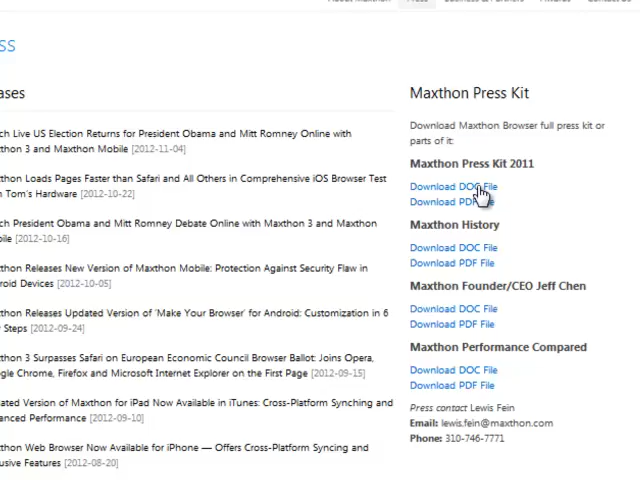 Press
ss
ases
ch Live US Election Returns for President Obama and Mitt Romney Online with
thon 3 and Maxthon Mobile [2012-11-04]
thon Loads Pages Faster than Safari and All Others in Comprehensive iOS Browser Test
n Tom's Hardware [2012-10-22]
ch President Obama and Mitt Romney Debate Online with Maxthon 3 and Maxthon
bile [2012-10-16]
thon Releases New Version of Maxthon Mobile: Protection Against Security Flaw in
roid Devices [2012-10-05]
thon Releases Updated Version of 'Make Your Browser' for Android: Customization in 6
Steps [2012-09-24]
thon 3 Surpasses Safari on European Economic Council Browser Ballot: Joins Opera,
gle Chrome, Firefox and Microsoft Internet Explorer on the First Page [2012-09-15]
ated Version of Maxthon for iPad Now Available in iTunes: Cross-Platform Synching and
anced Performance [2012-09-10]
thon Web Browser Now Available for iPhone — Offers Cross-Platform Syncing and
usive Features [2012-08-20]
Maxthon Press Kit
Download Maxthon Browser full press kit or
parts of it:
Maxthon Press Kit 2011
Download DOC File
Download PDF
Maxthon History
Download DOC File
Download PDF File
Maxthon Founder/CEO Jeff Chen
Download DOC File
Download PDF File
Maxthon Performance Compared
Download DOC File
Download PDF File
Press contact Lewis Fein
Email: lewis.fein@maxthon.com
Phone: 310-746-7771